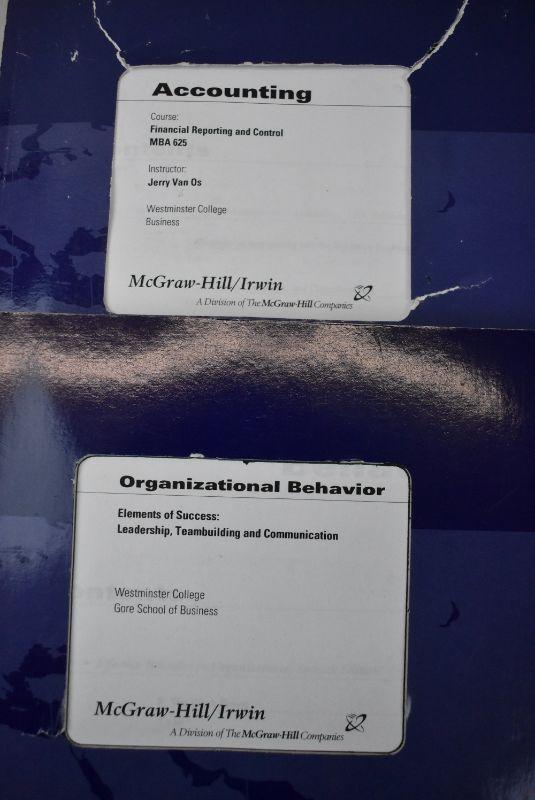 Accounting
Course:
Financial Reporting and Control
MBA 625
Instructor:
Jerry Van Os
Westminster College
Business
McGraw-Hill/Irwin
A Division of The McGraw-Hill Companies
Organizational Behavior
Elements of Success:
Leadership, Teambuilding and Communication
Westminster College
Gore School of Business
McGraw-Hill/Irwin
A Division of The McGraw-Hill Companies